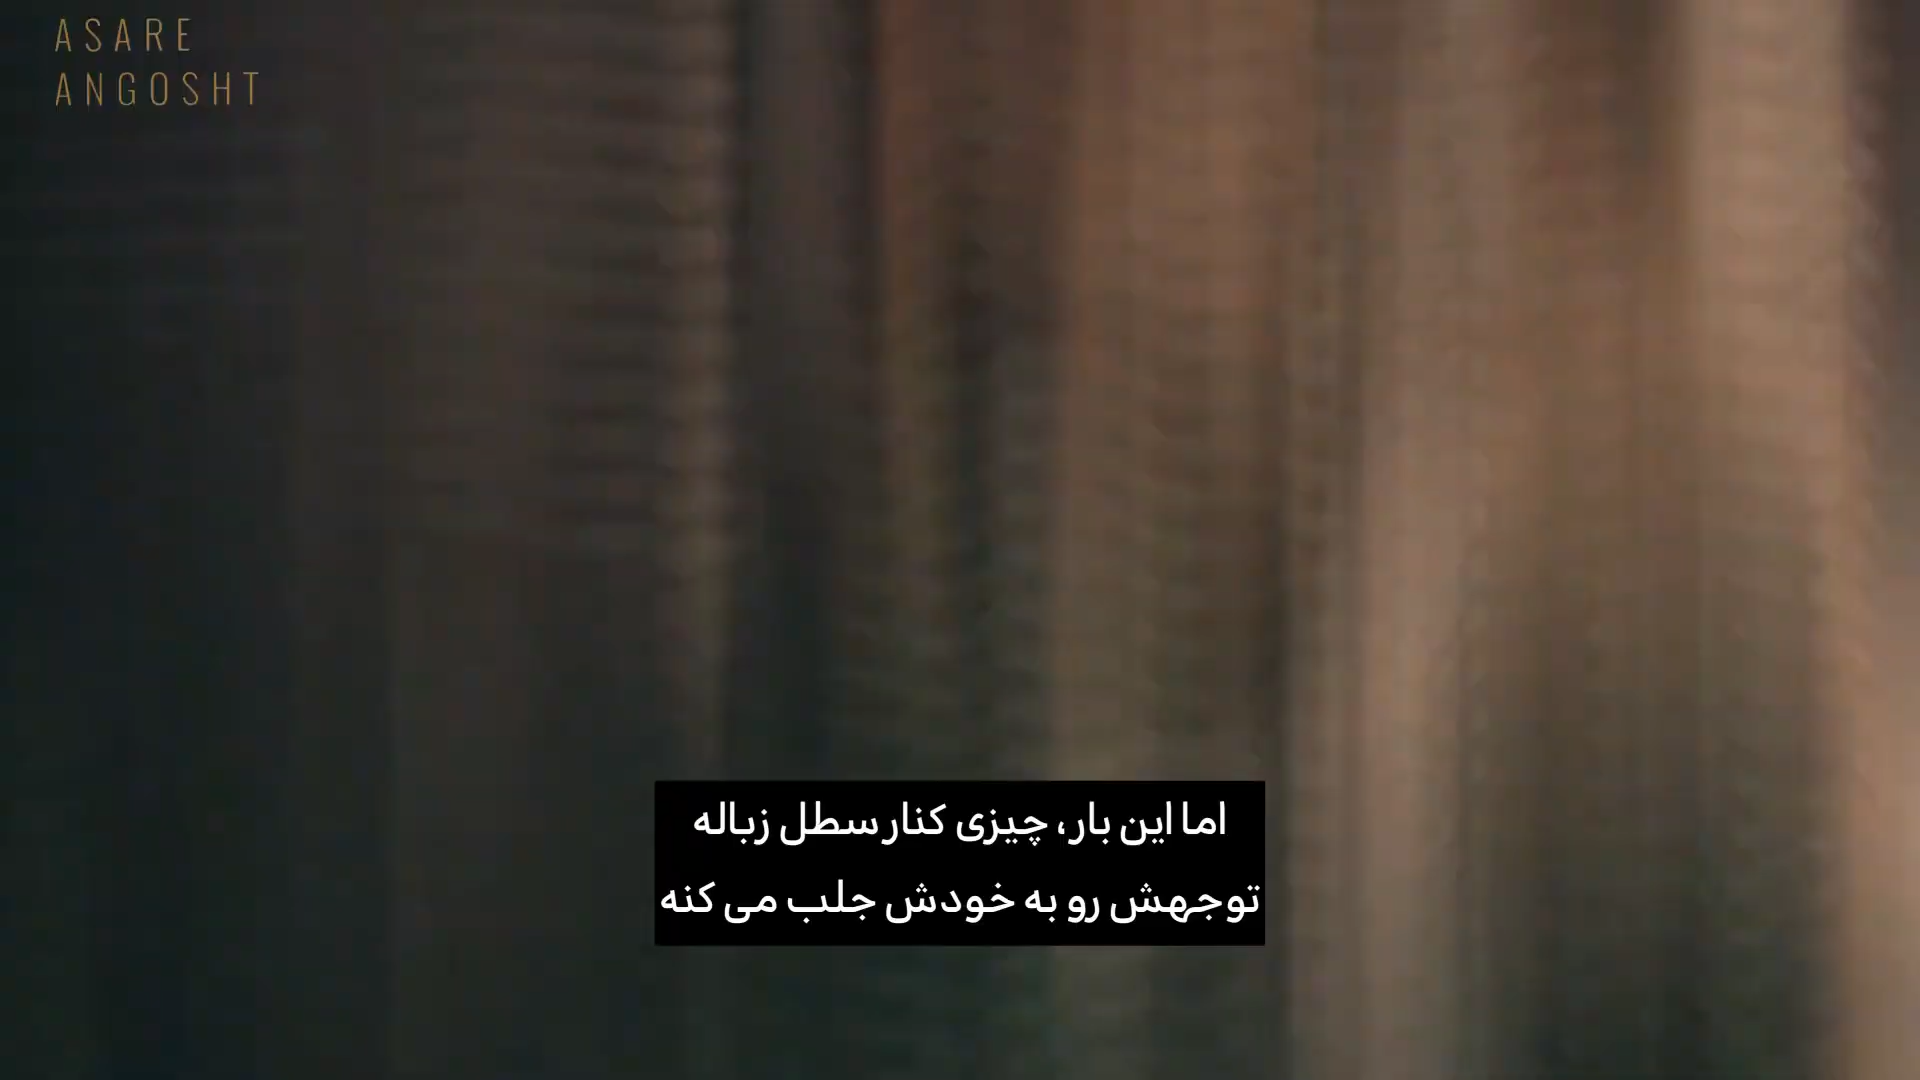 ASARE
ANGOSHT
اما این بار، چیزی کنار سطل زباله
توجهش رو به خودش جلب می کنه